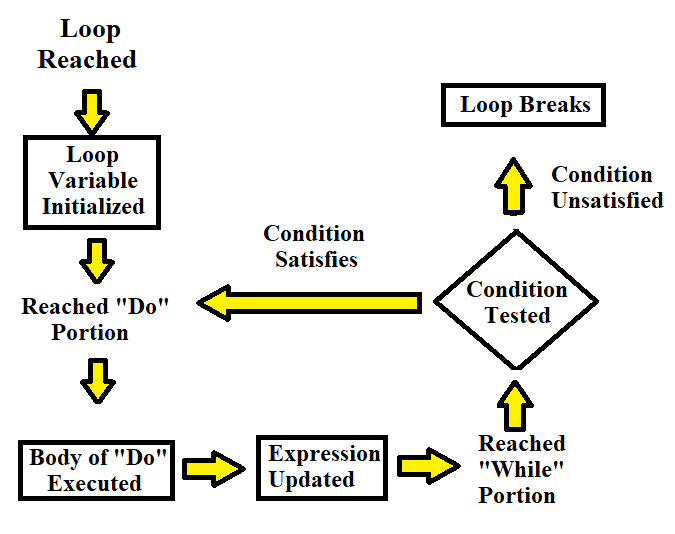 Loop
Reached
Loop
Variable
Initialized
Reached "Do"
Portion
Body of "Do"
Executed
Expression
Updated
Reached
"While"
Portion
Condition
Tested
Condition
Satisfies
Condition
Unsatisfied
Loop Breaks